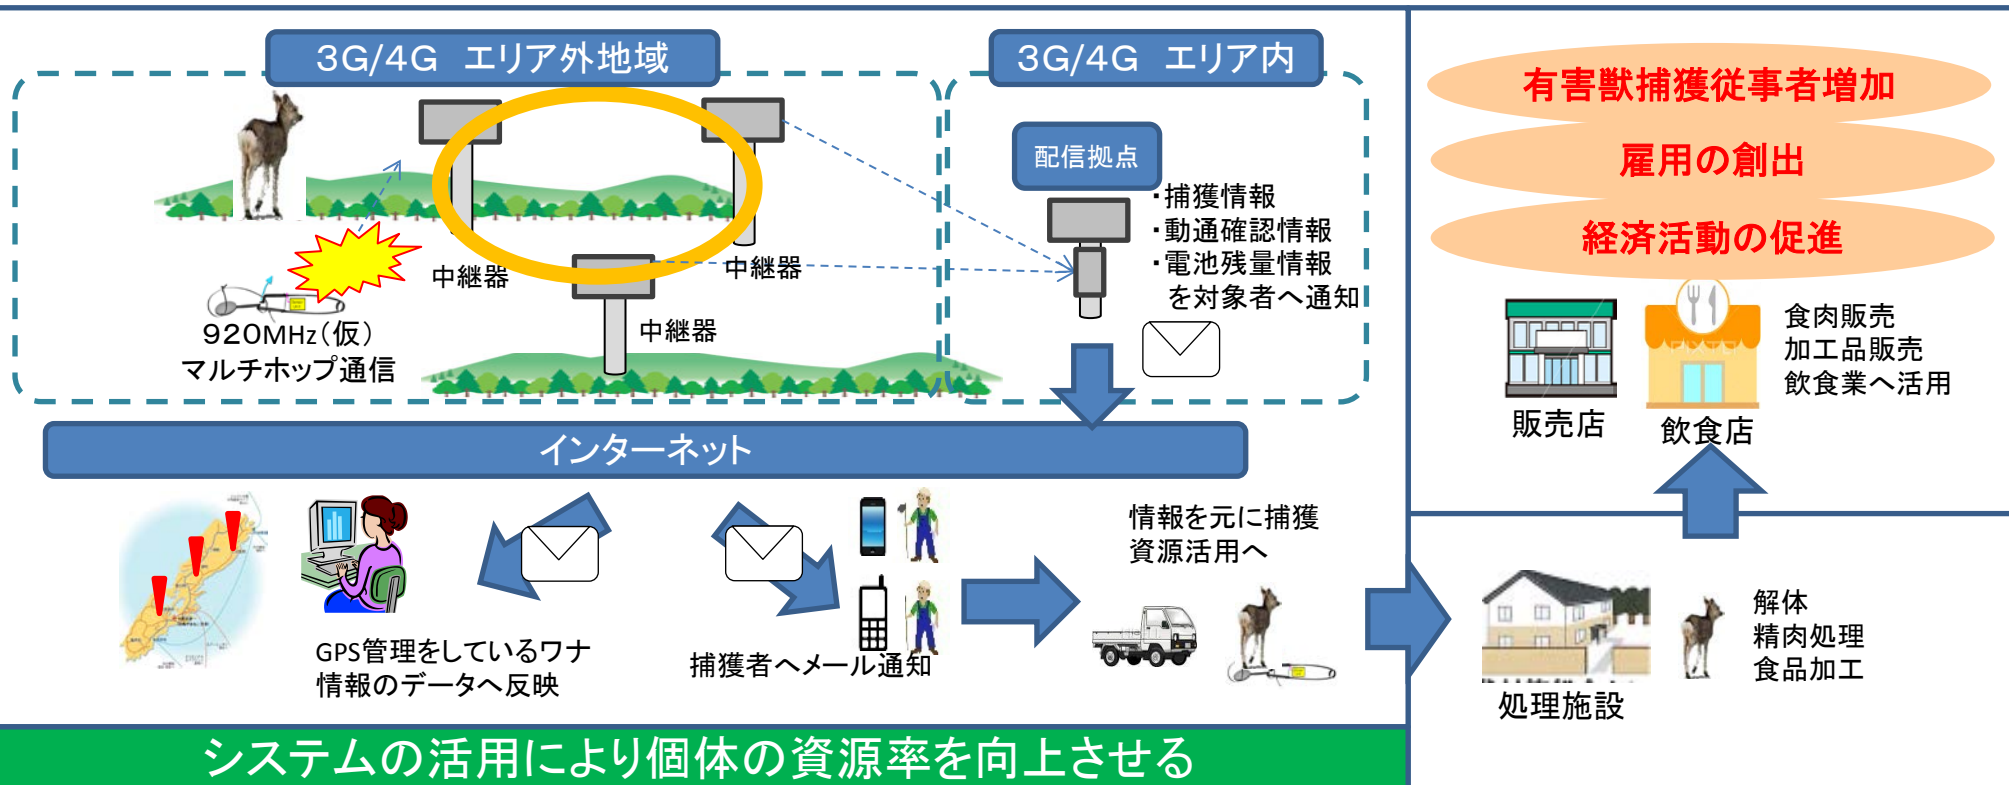 3G/4G エリア外地域
3G/4G エリア内
配信拠点
・捕獲情報
・動通確認情報
・電池残量情報
を対象者へ通知
中継器
中継器
中継器
920MHz(仮)
マルチホップ通信
インターネット
GPS管理をしているワナ
情報のデータへ反映
捕獲者へメール通知
情報を元に捕獲
資源活用へ
システムの活用により個体の資源率を向上させる
有害獣捕獲従事者増加
雇用の創出
経済活動の促進
食肉販売
加工品販売
飲食業へ活用
PIXTA
販売店
飲食店
解体
精肉処理
食品加工
処理施設